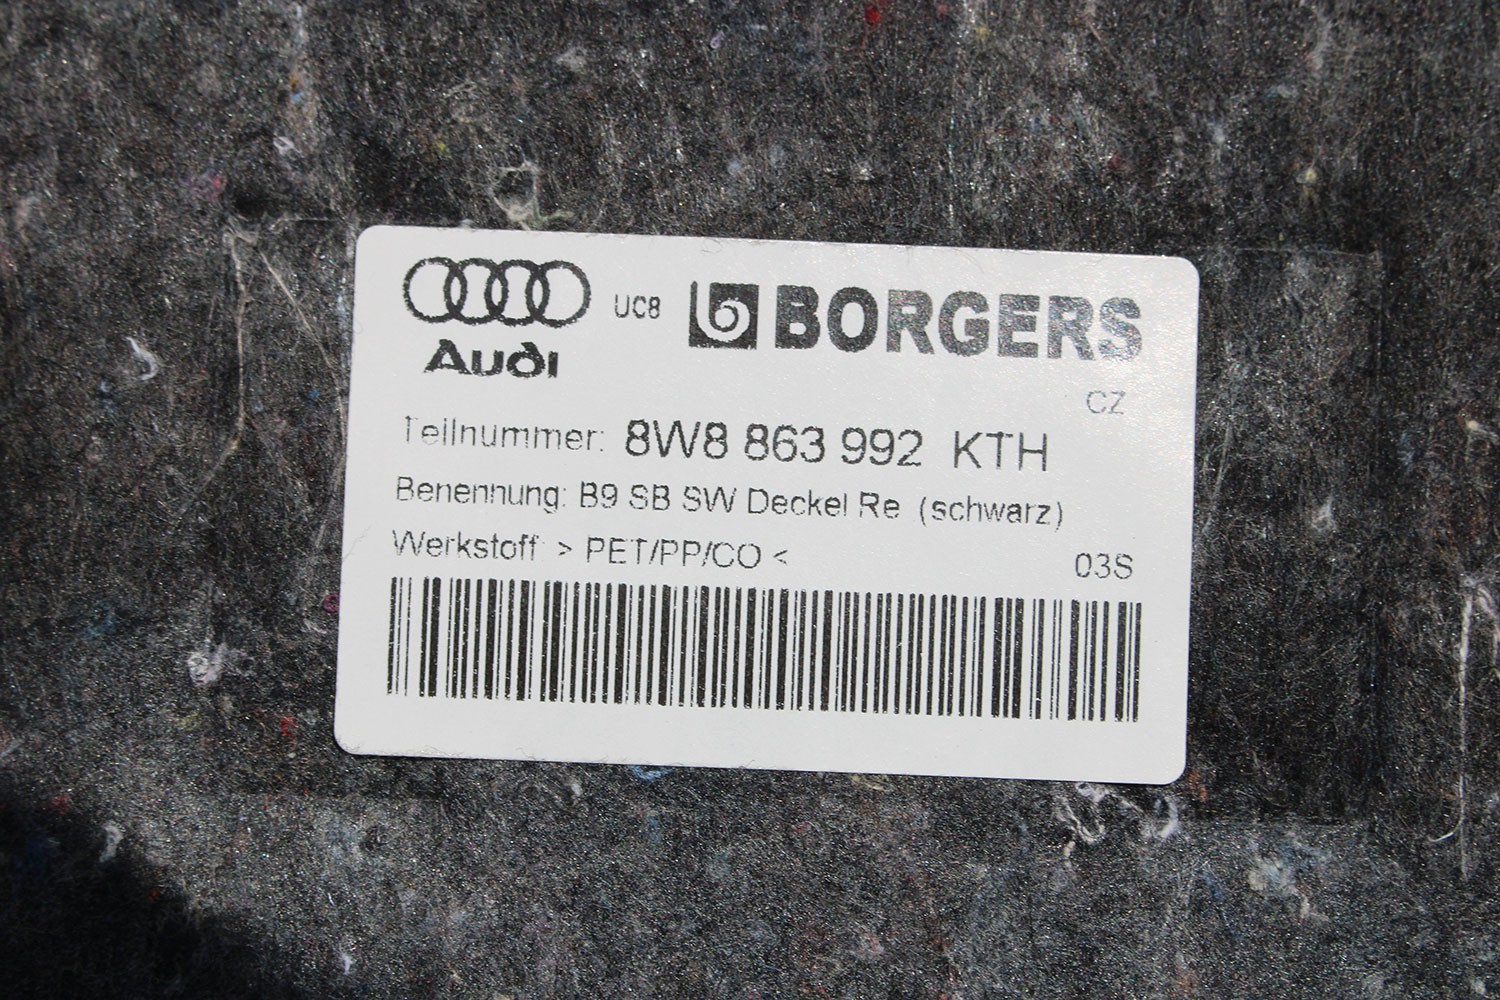 UC8 BORGERS
Audi
CZ
Teilnummer: 8W8 863 992 KTH
Benennung: B9 SB SW Deckel Re (schwarz)
Werkstoff > PET/PP/CO < 03S